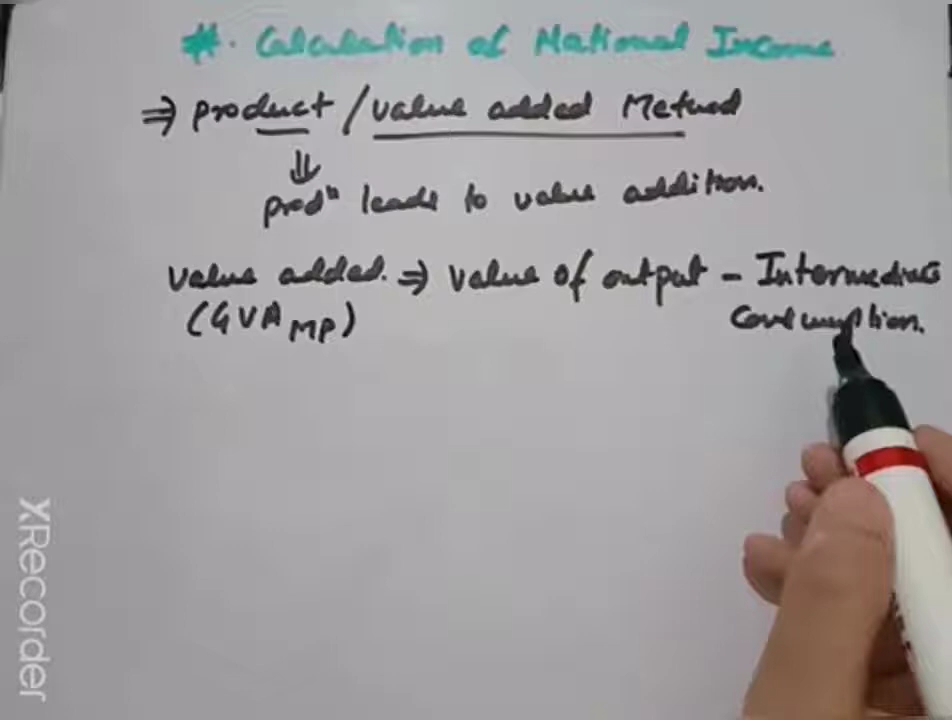 #. Calculation of National Income
⇒ product / value added Method
⇓
prodⁿ leads to value addition.
value added. ⇒ value of output - Intermediate
(GVA MP) Consumption.
XRecorder